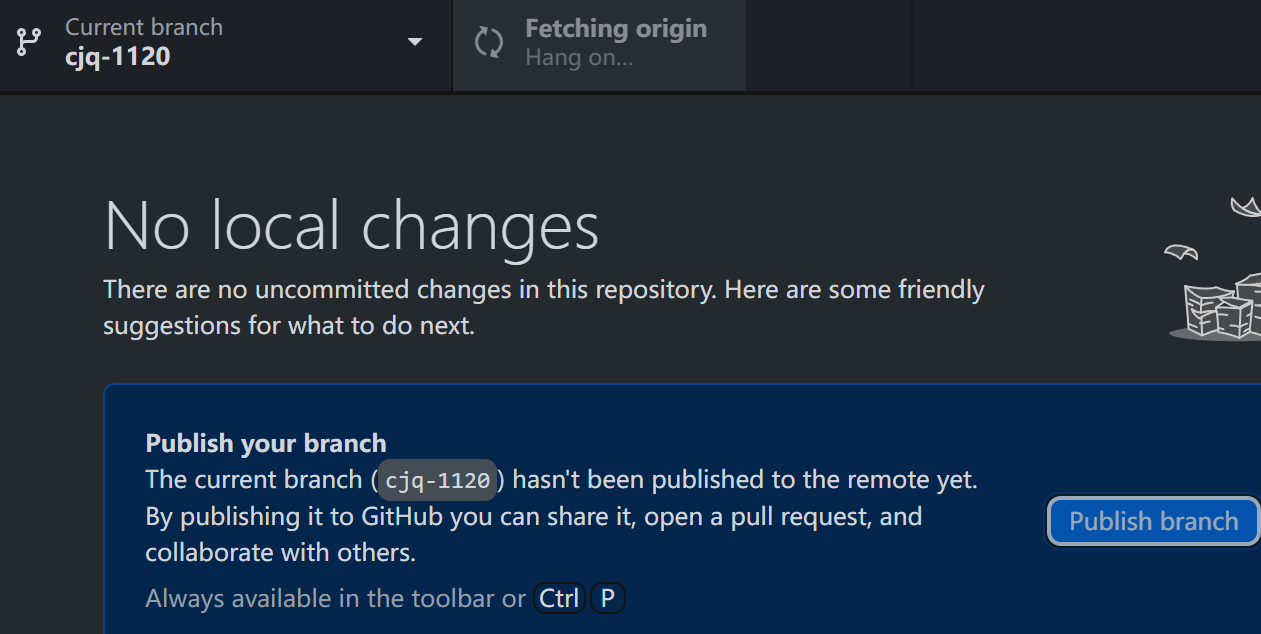 Current branch
cjq-1120
Fetching origin
Hang on...
No local changes
There are no uncommitted changes in this repository. Here are some friendly
suggestions for what to do next.
Publish your branch
The current branch (cjq-1120) hasn't been published to the remote yet.
By publishing it to GitHub you can share it, open a pull request, and
collaborate with others.
Publish branch
Always available in the toolbar or Ctrl P